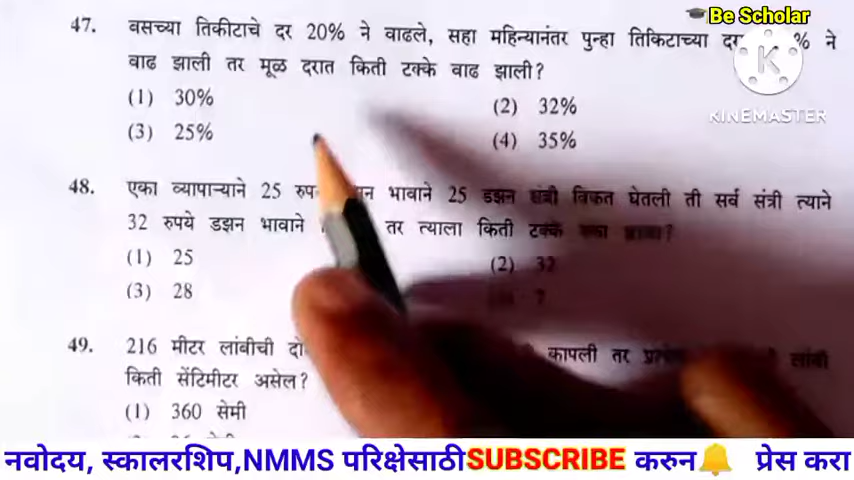 Be Scholar
47. बसच्या तिकीटाचे दर 20% ने वाढले, सहा महिन्यानंतर पुन्हा तिकिटाच्या % ने
वाढ झाली तर मूळ दरात किती टक्के वाढ झाली?
KINEMASTER
(1) 30% (2) 32%
(3) 25% (4) 35%
48. एका व्यापाऱ्याने 25 भावाने 25 डझन संत्री विकत घेतली ती सर्व संत्री त्याने
32 रुपये डझन भावाने तर त्याला किती टक्के
(1) 25 (2) 32
(3) 28 7
49. 216 मीटर लांबीची कापली तर लांबी
किती सेंटिमीटर असेल?
(1) 360 सेमी
नवोदय, स्कालरशिप,NMMS परिक्षेसाठी SUBSCRIBE करुन प्रेस करा